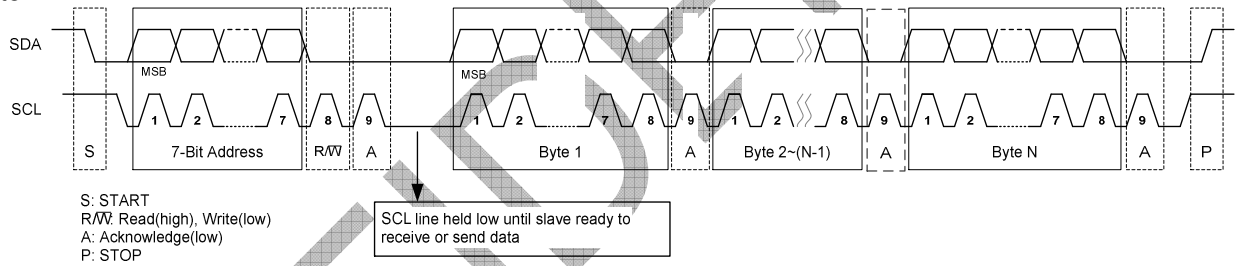 SDA
MSB
MSB
SCL
1 2 7 8 9 1 2 7 8 9 1 2 8 9 1 2 7 8 9
S 7-Bit Address R/W̅ A Byte 1 A Byte 2~(N-1) A Byte N A P
S: START
R/W̅: Read(high), Write(low)
A: Acknowledge(low)
P: STOP
SCL line held low until slave ready to
receive or send data